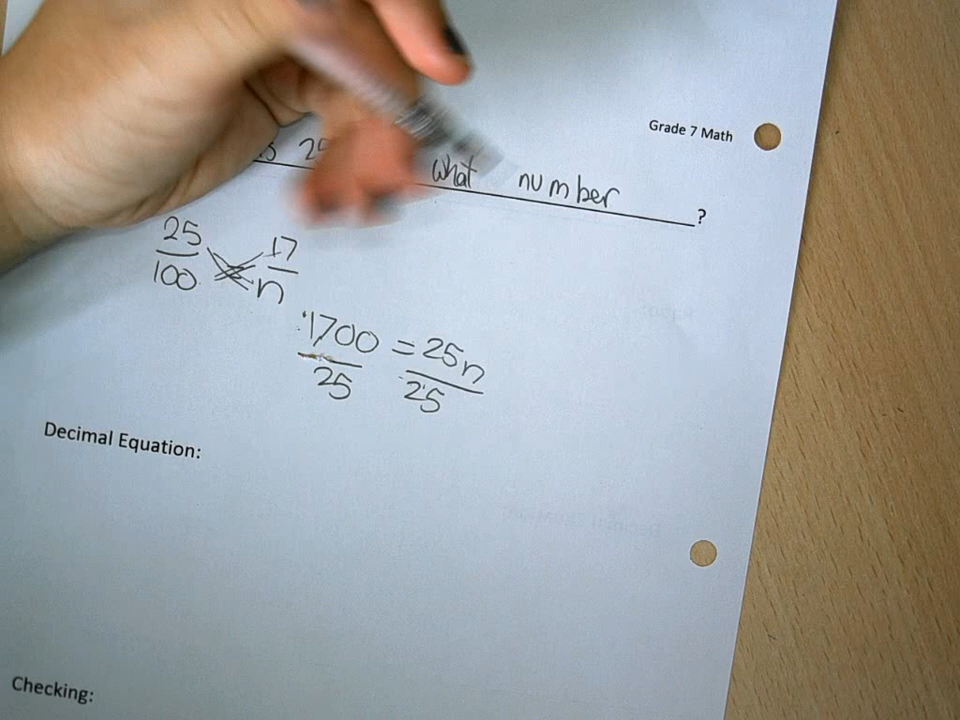 Grade 7 Math
what number ?
25 17
100 n
1700 = 25n
25 25
Decimal Equation:
Checking: